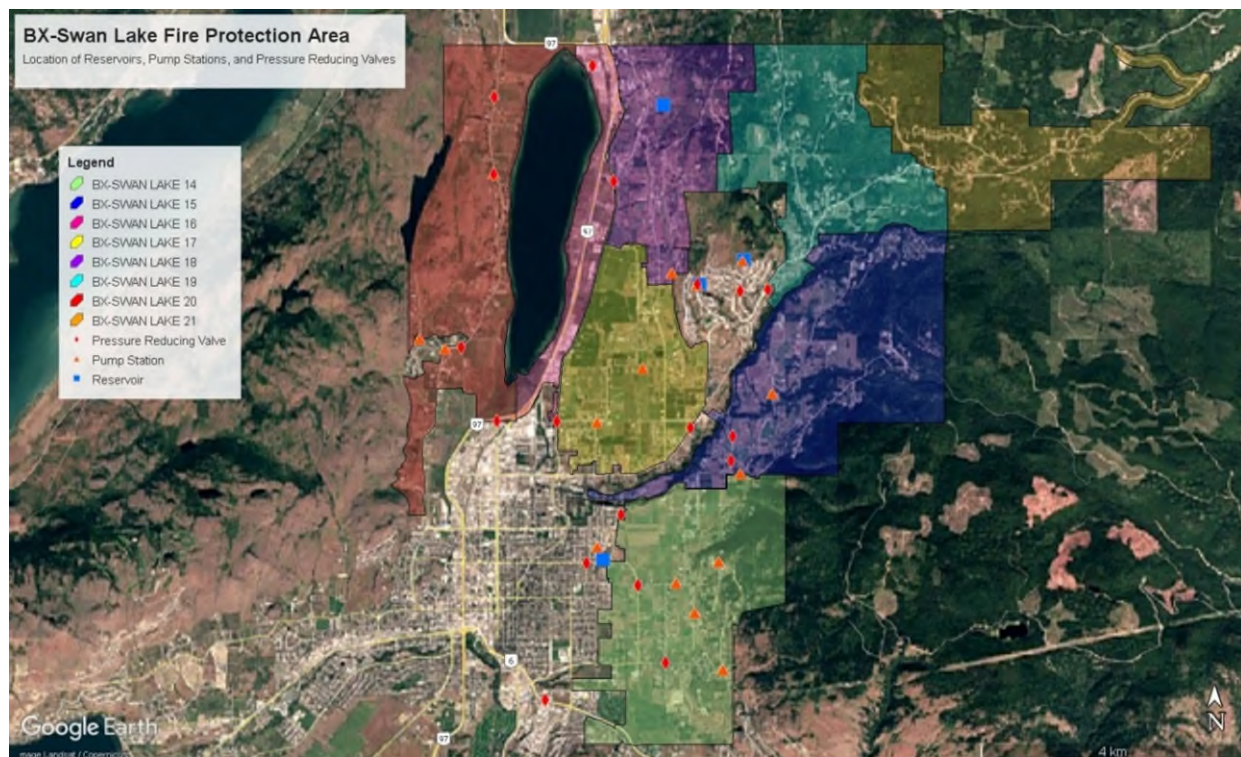 BX-Swan Lake Fire Protection Area
Location of Reservoirs, Pump Stations, and Pressure Reducing Valves
97
Legend
BX-SWAN LAKE 14
BX-SWAN LAKE 15
BX-SWAN LAKE 16
BX-SWAN LAKE 17
BX-SWAN LAKE 18
BX-SWAN LAKE 19
BX-SWAN LAKE 20
BX-SWAN LAKE 21
Pressure Reducing Valve
Pump Station
Reservoir
97
97
6
Google Earth
97
N
4 km
mage Landsat / Copernicus